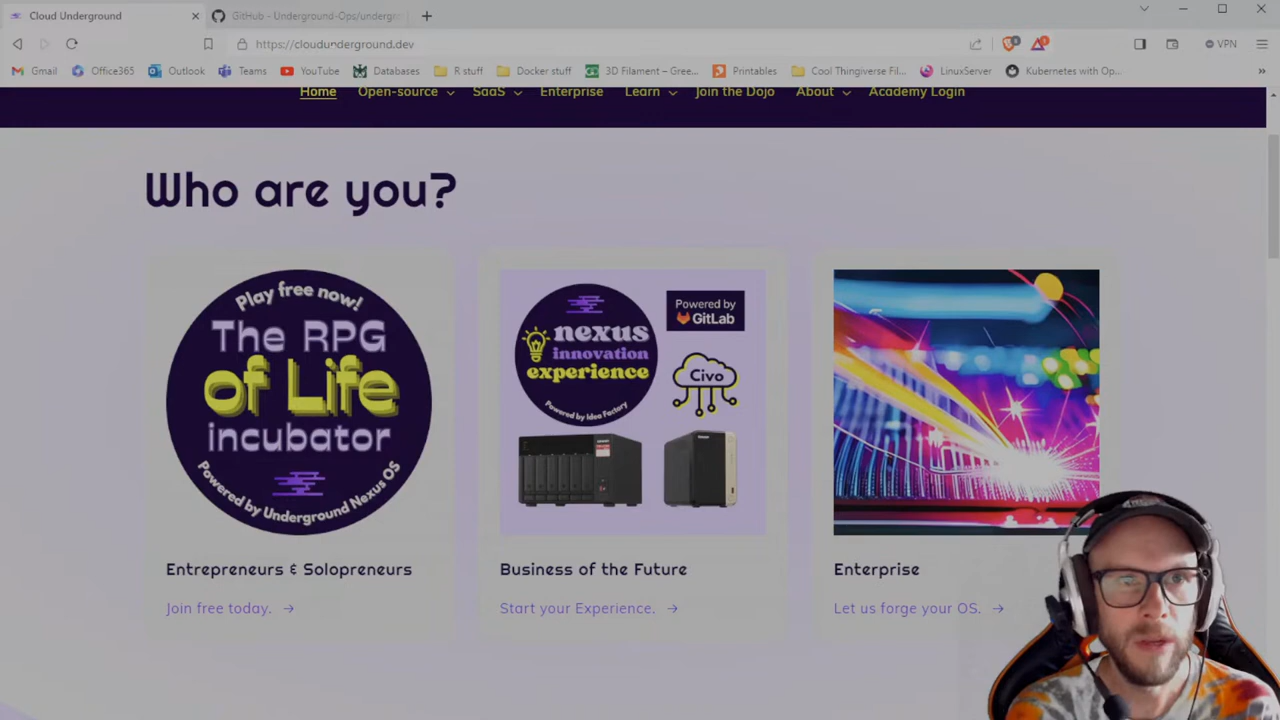 Cloud Underground
GitHub - Underground-Ops/undergr
https://cloudunderground.dev
VPN
Gmail
Office365
Outlook
Teams
YouTube
Databases
R stuff
Docker stuff
3D Filament – Gree...
Printables
Cool Thingiverse Fil...
LinuxServer
Kubernetes with Op...
Home
Open-source
SaaS
Enterprise
Learn
Join the Dojo
About
Academy Login
Who are you?
Play free now!
The RPG
of Life
incubator
Powered by Underground Nexus OS
nexus
innovation
experience
Powered by Idea Factory
Powered by
GitLab
Civo
Entrepreneurs & Solopreneurs
Join free today. →
Business of the Future
Start your Experience. →
Enterprise
Let us forge your OS. →